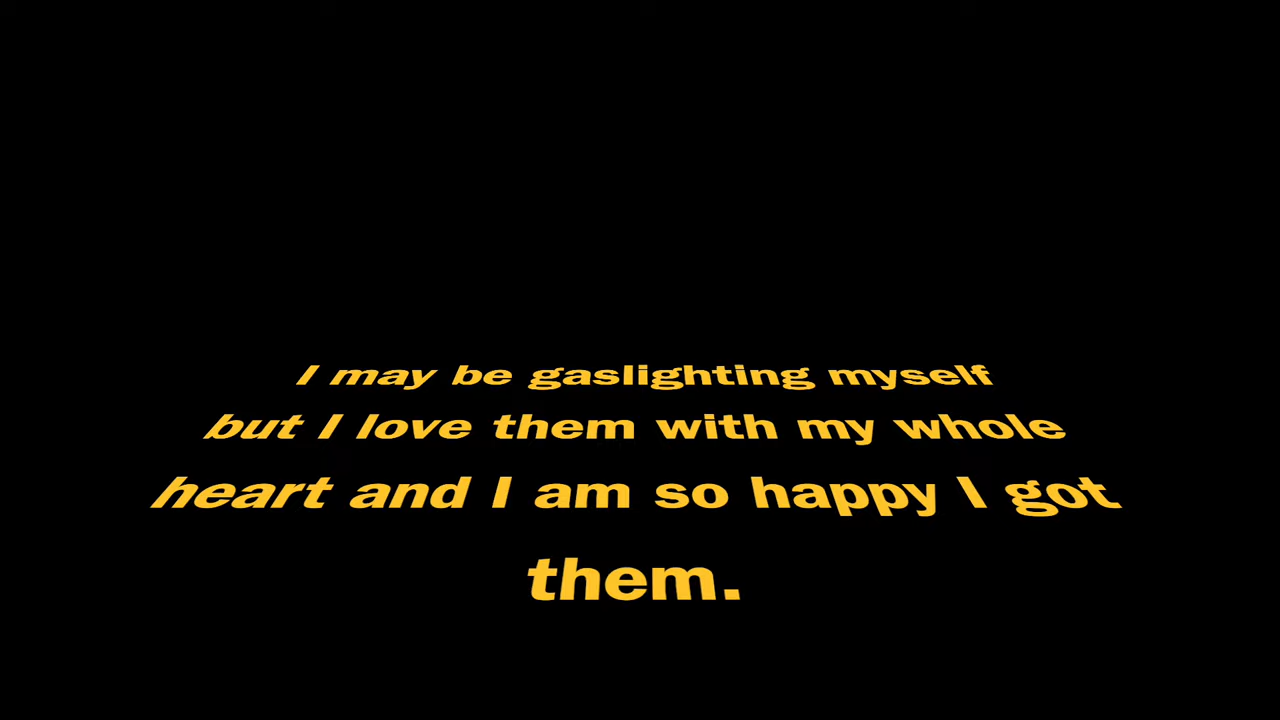 I may be gaslighting myself
but I love them with my whole
heart and I am so happy I got
them.